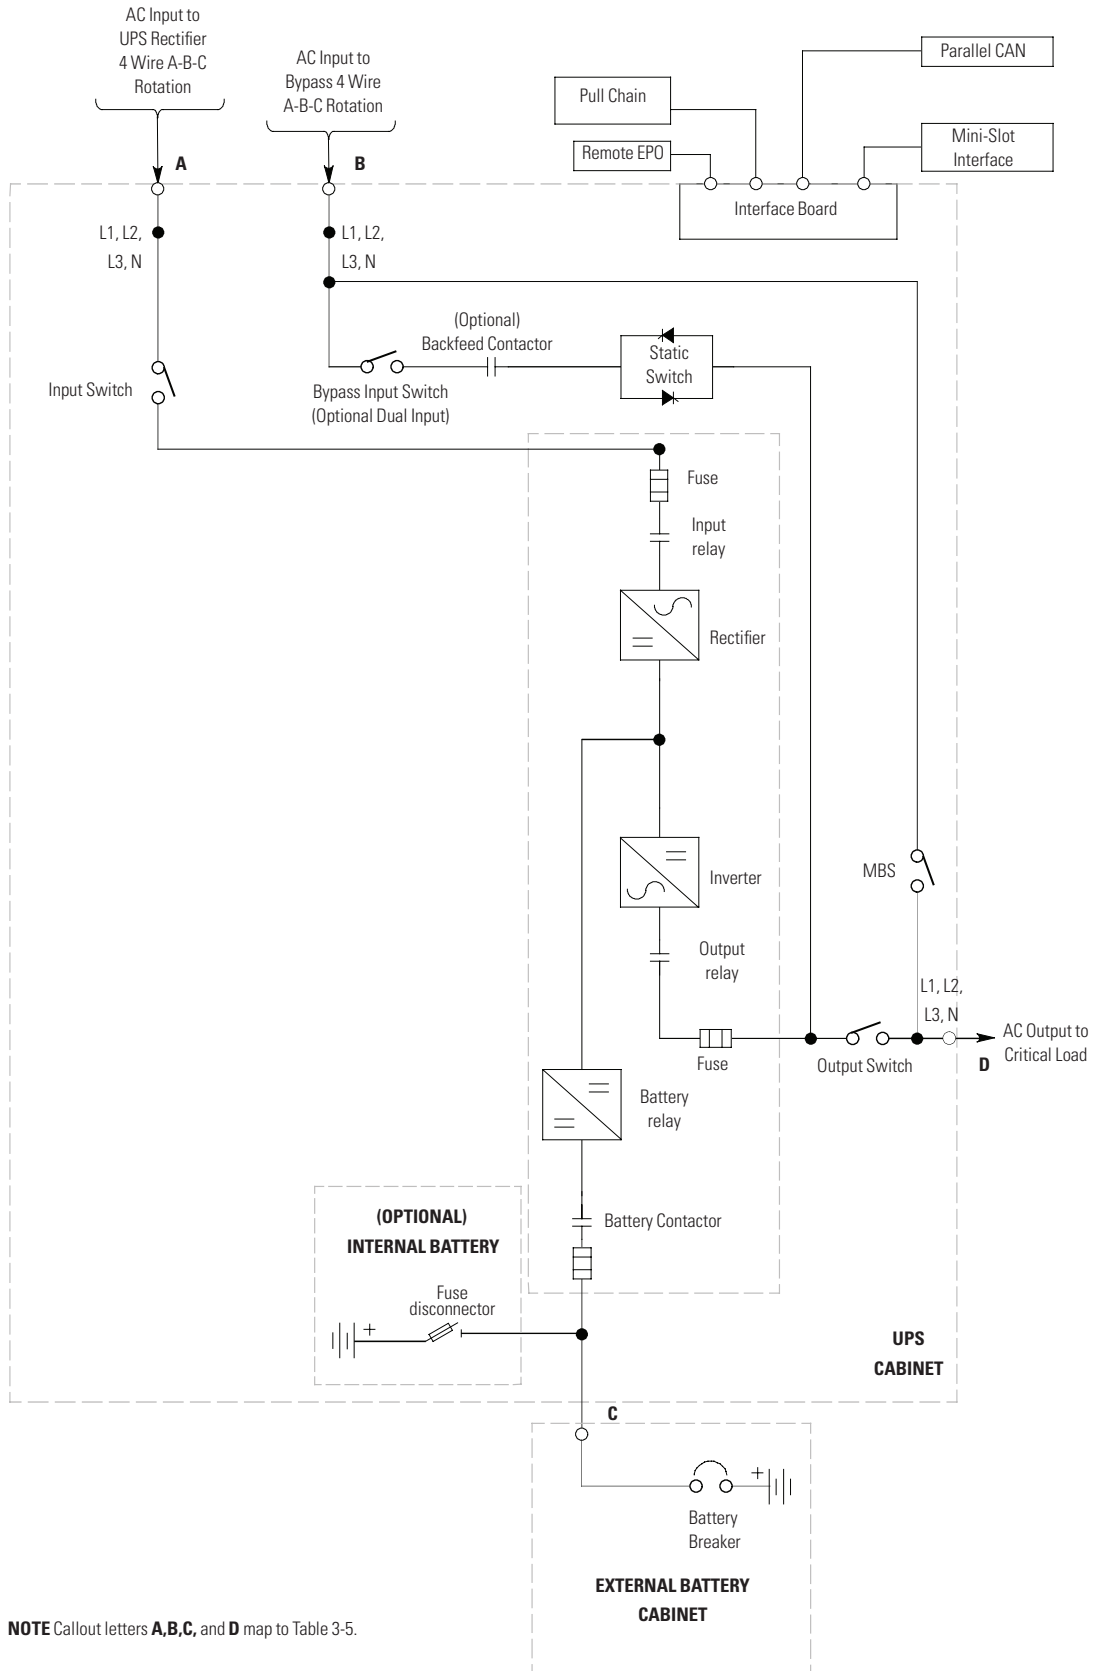 AC Input to
UPS Rectifier
4 Wire A-B-C
Rotation
AC Input to
Bypass 4 Wire
A-B-C Rotation
Parallel CAN
Pull Chain
Remote EPO
Mini-Slot
Interface
A
B
Interface Board
L1, L2,
L3, N
L1, L2,
L3, N
(Optional)
Backfeed Contactor
Static
Switch
Input Switch
Bypass Input Switch
(Optional Dual Input)
Fuse
Input
relay
Rectifier
Inverter
MBS
Output
relay
L1, L2,
L3, N
AC Output to
Critical Load
Fuse
Output Switch
D
Battery
relay
(OPTIONAL)
INTERNAL BATTERY
Battery Contactor
Fuse
disconnector
+
UPS
CABINET
C
+
Battery
Breaker
EXTERNAL BATTERY
CABINET
NOTE Callout letters A,B,C, and D map to Table 3-5.